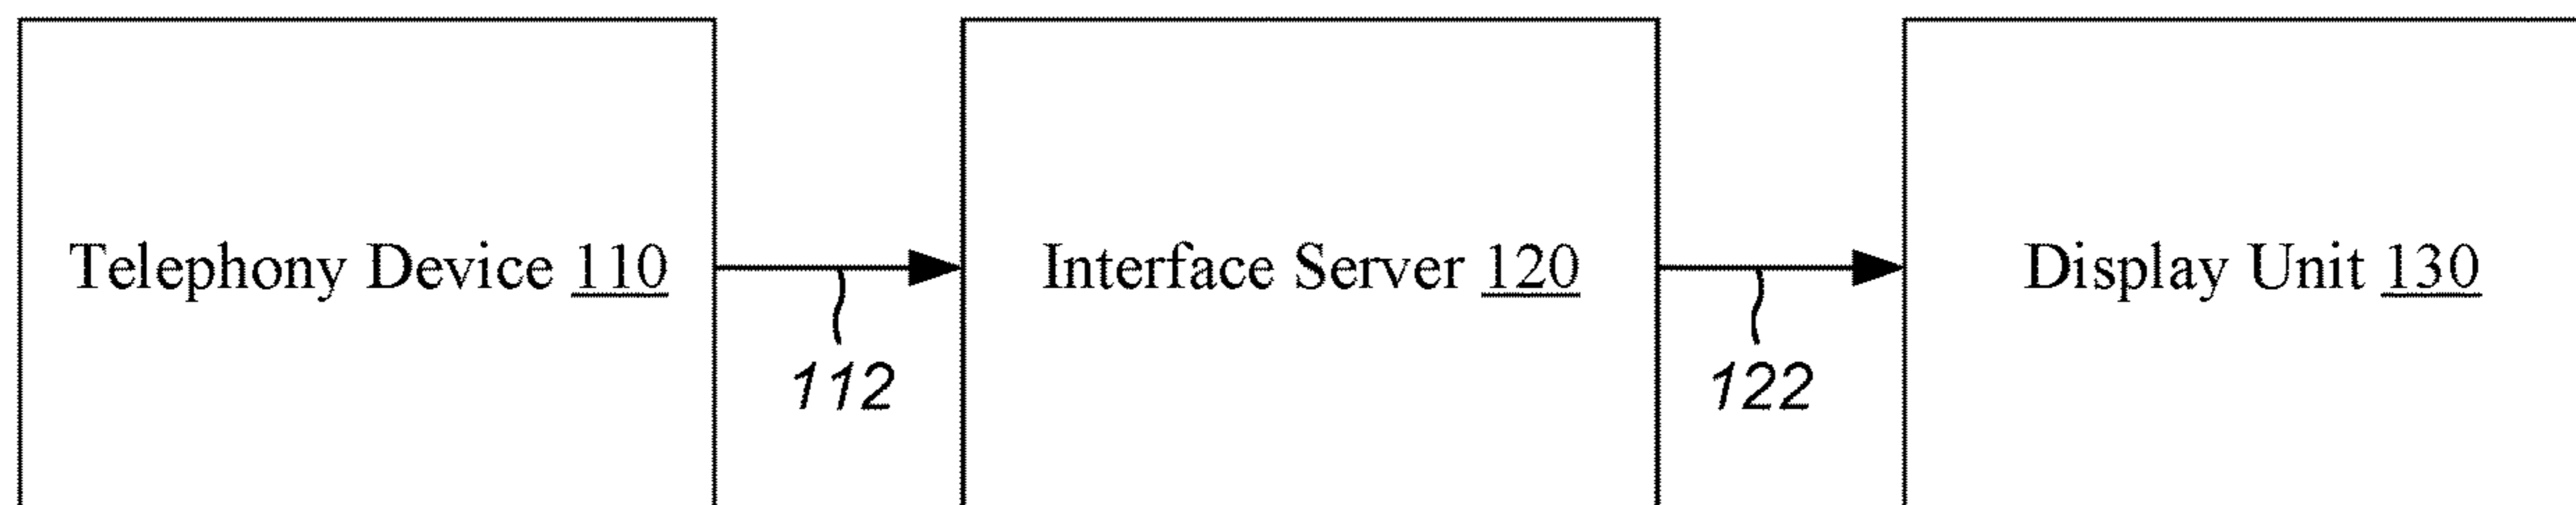 Telephony Device 110
Interface Server 120
Display Unit 130
112
122